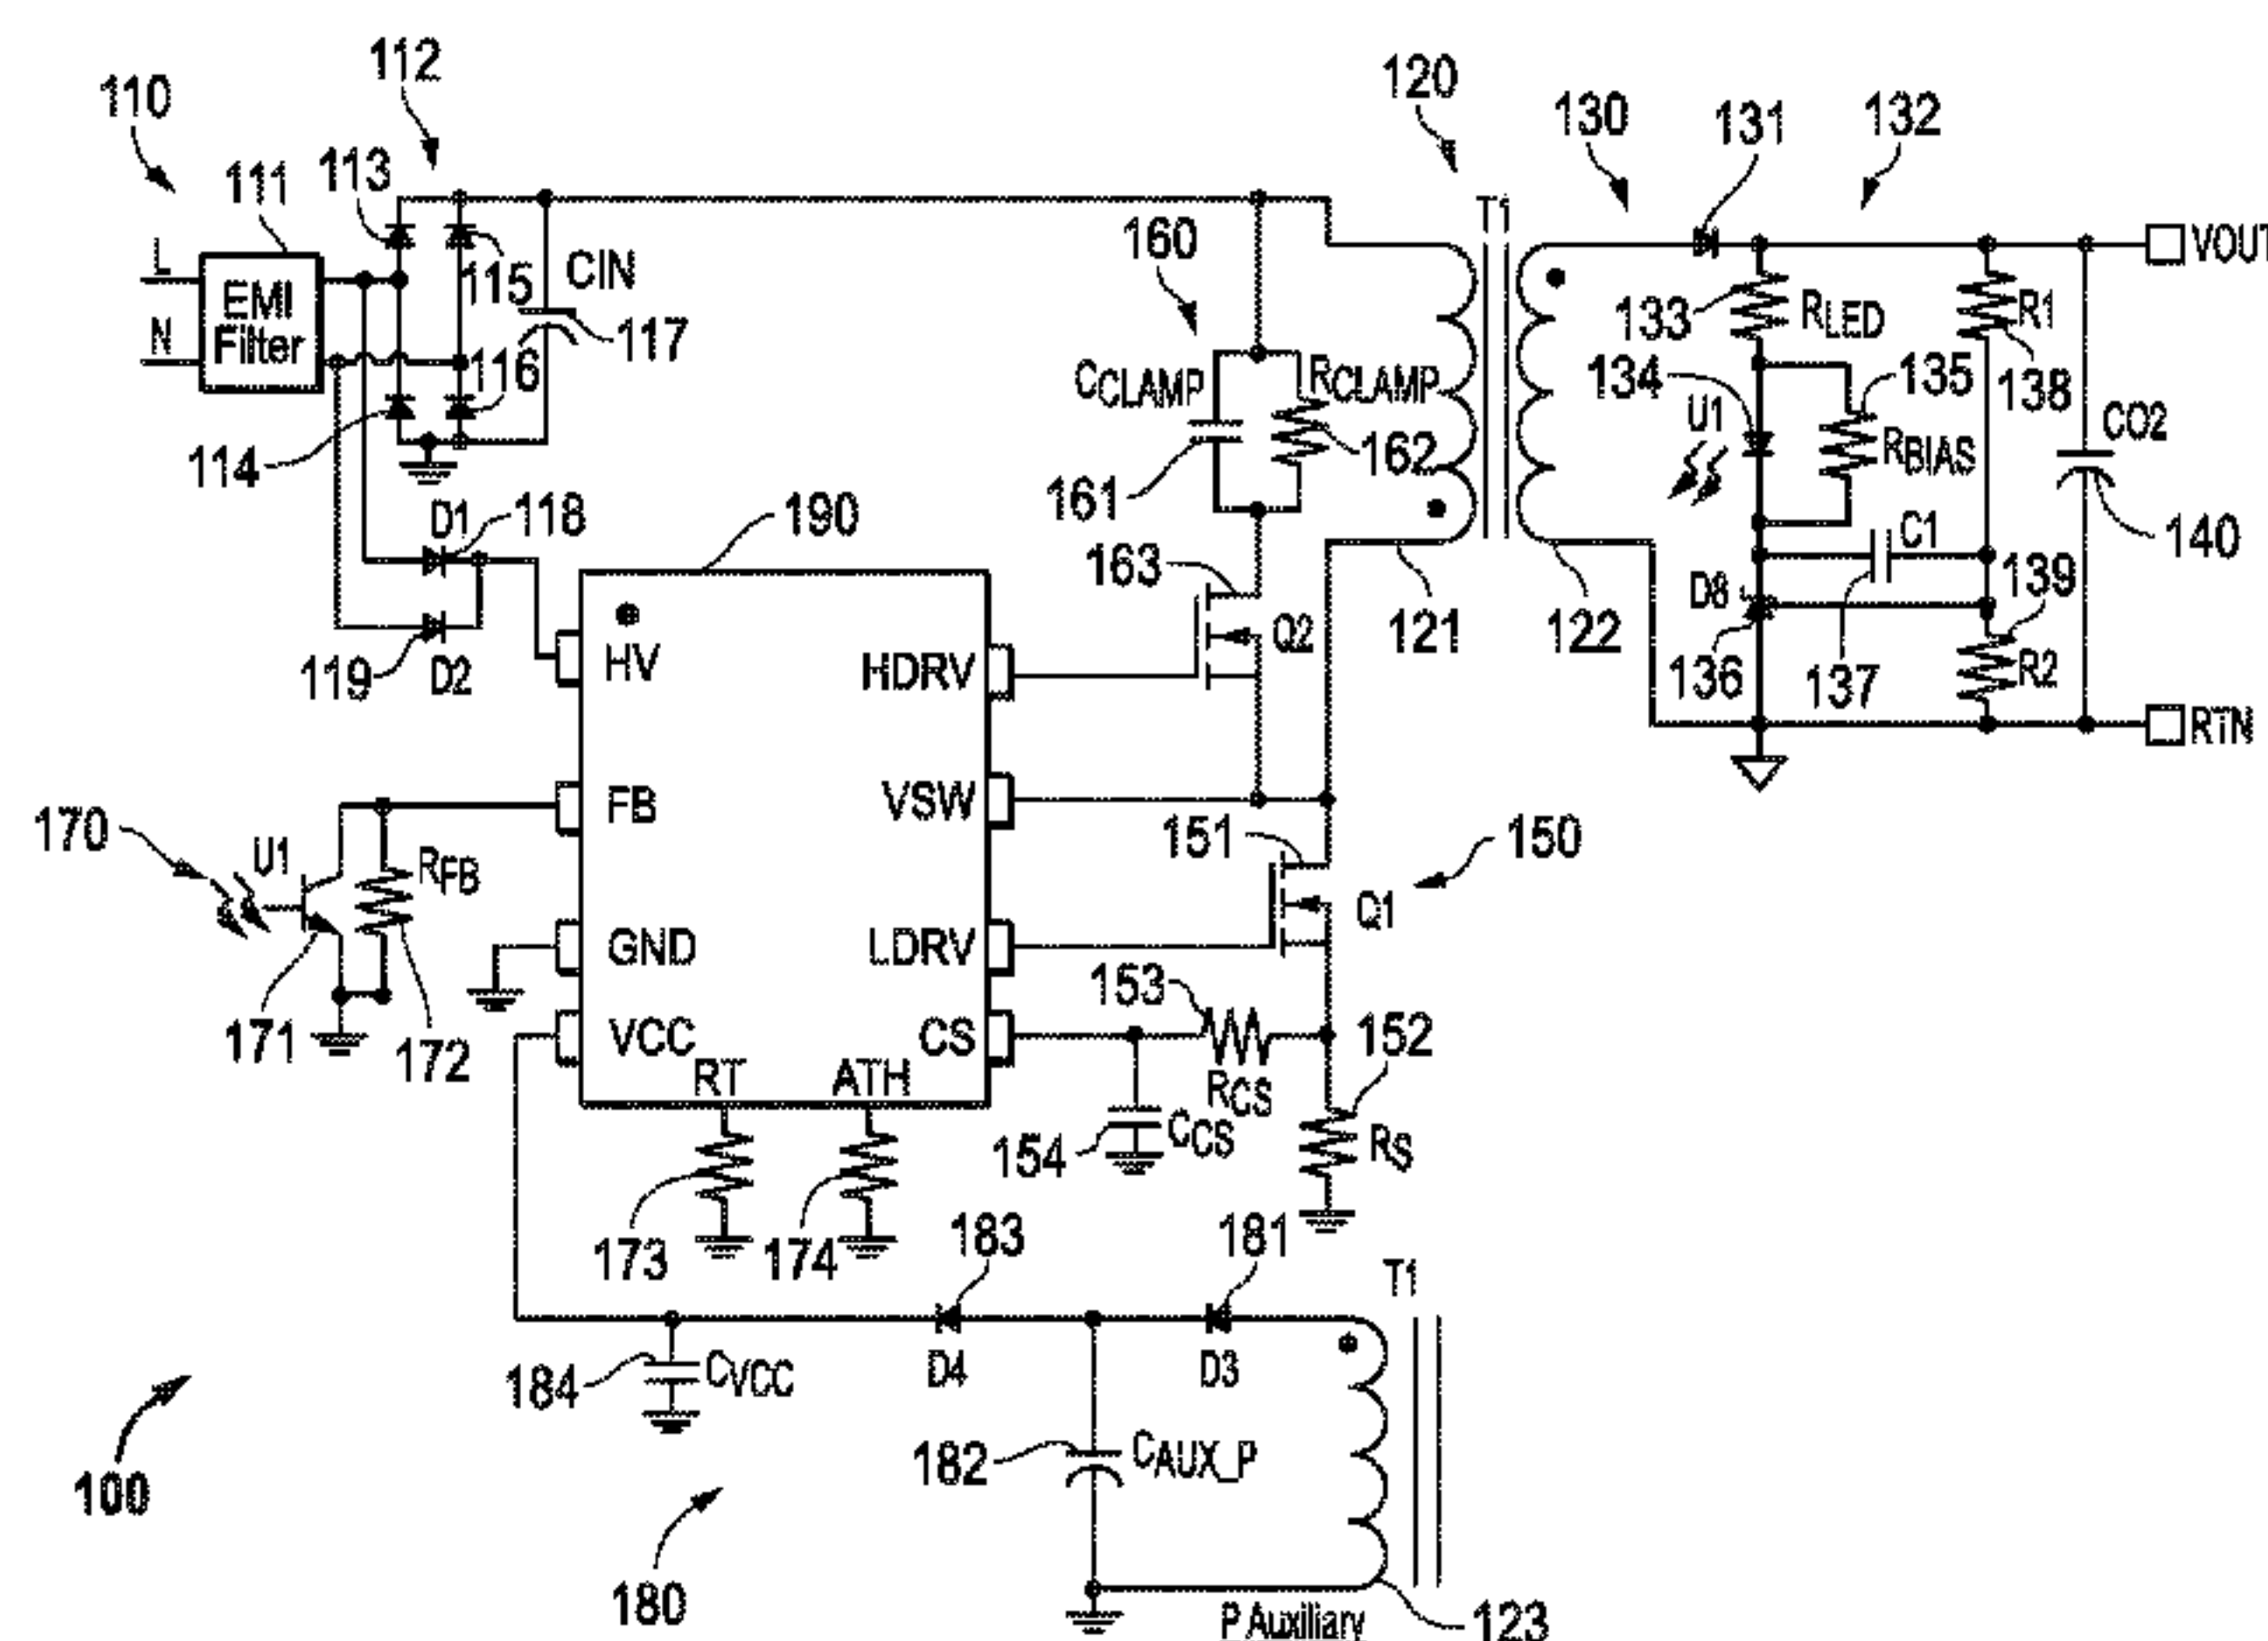 112
110
120
130
131
132
113
111
T1
160
L
115
CIN
VOUT
EMI
Filter
133
RLED
R1
N
117
116
CCLAMP
RCLAMP
134
135
138
U1
CO2
114
162
RBIAS
161
D1
118
190
C1
140
163
139
D8
119
D2
HV
HDRV
Q2
121
122
136
137
R2
RTN
FB
VSW
170
U1
RFB
151
150
Q1
GND
LDRV
153
171
172
VCC
CS
152
RT
ATH
RCS
154
CCS
RS
173
174
183
181
T1
184
CVCC
D4
D3
182
CAUX_P
100
180
P Auxiliary
123